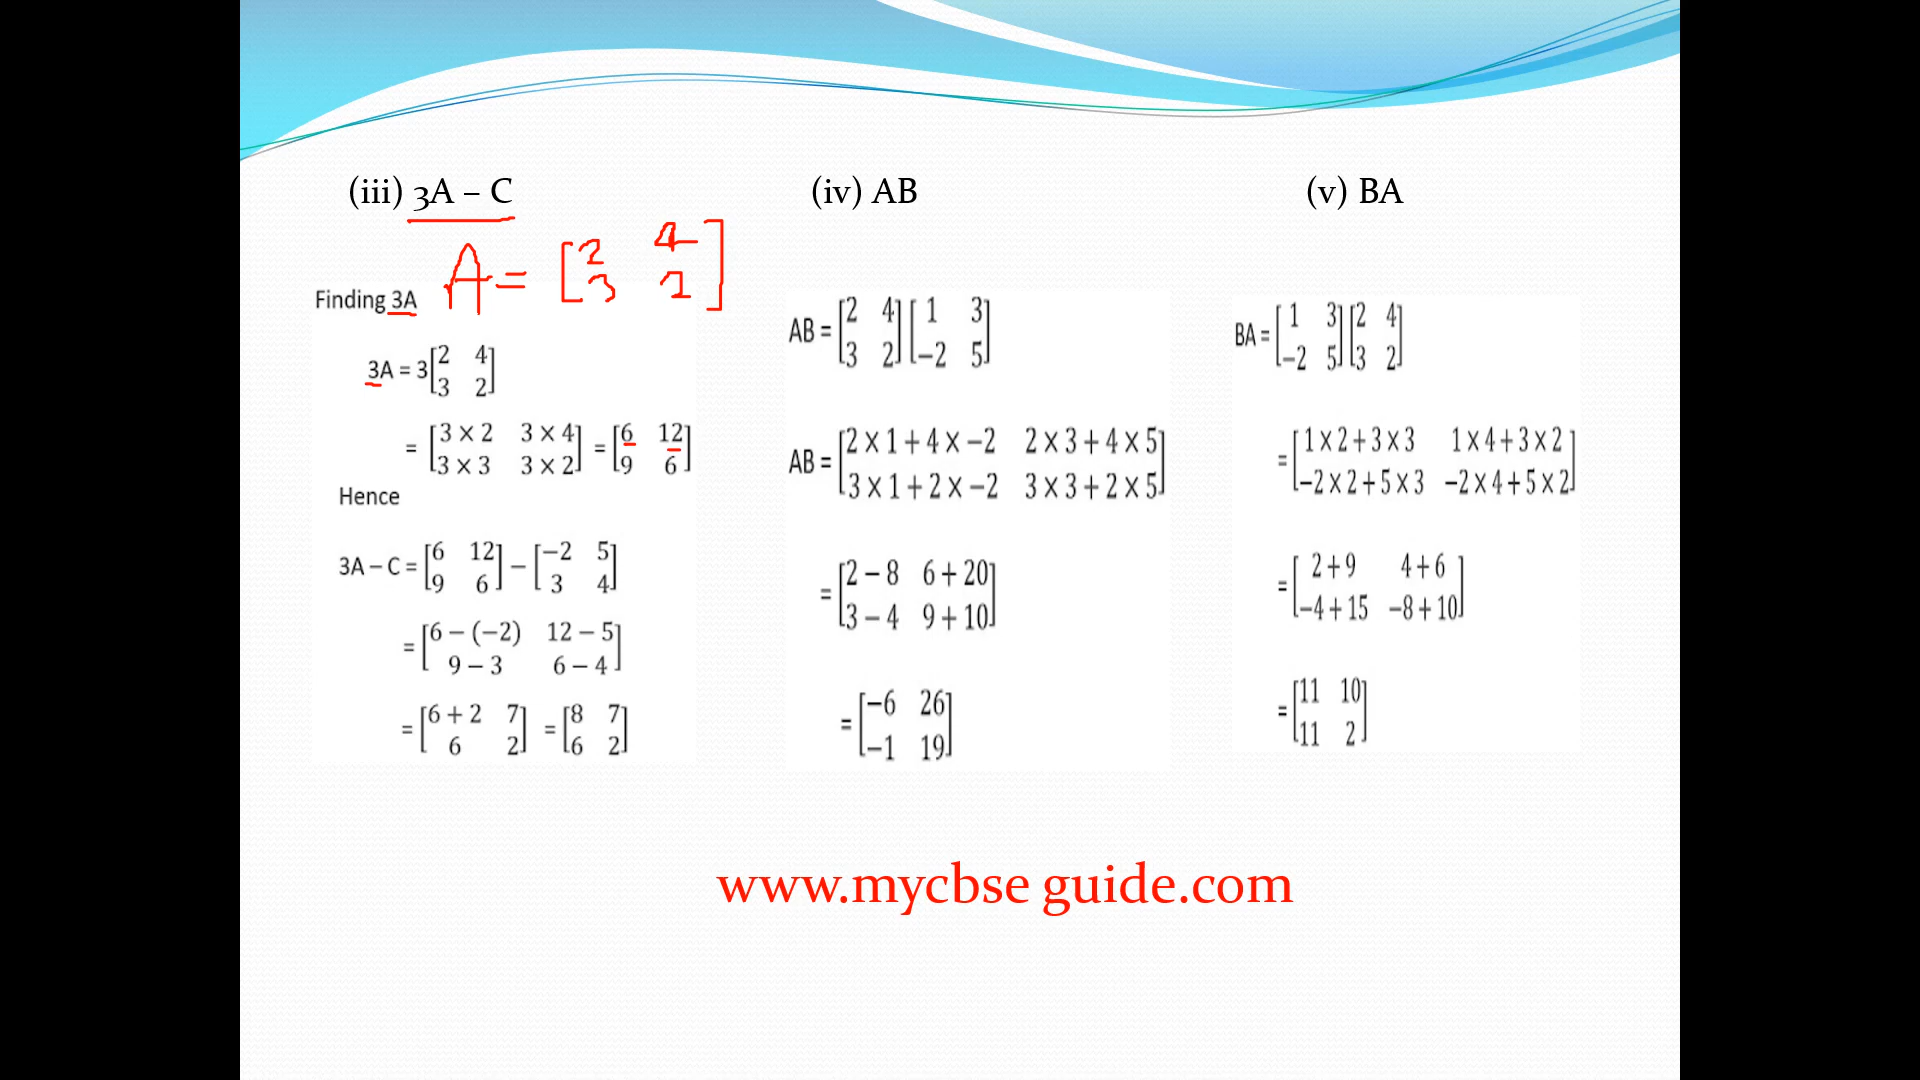 (iii) 3A – C
A = [2 4
3 2]
Finding 3A
3A = 3[2 4
3 2]
= [3 × 2 3 × 4
3 × 3 3 × 2] = [6 12
9 6]
Hence
3A – C = [6 12
9 6] – [−2 5
3 4]
= [6 − (−2) 12 − 5
9 − 3 6 − 4]
= [6 + 2 7
6 2] = [8 7
6 2]
(iv) AB
AB = [2 4
3 2] [1 3
−2 5]
AB = [2 × 1 + 4 × −2 2 × 3 + 4 × 5
3 × 1 + 2 × −2 3 × 3 + 2 × 5]
= [2 − 8 6 + 20
3 − 4 9 + 10]
= [−6 26
−1 19]
(v) BA
BA = [1 3
−2 5] [2 4
3 2]
= [1 × 2 + 3 × 3 1 × 4 + 3 × 2
−2 × 2 + 5 × 3 −2 × 4 + 5 × 2]
= [2 + 9 4 + 6
−4 + 15 −8 + 10]
= [11 10
11 2]
www.mycbse guide.com